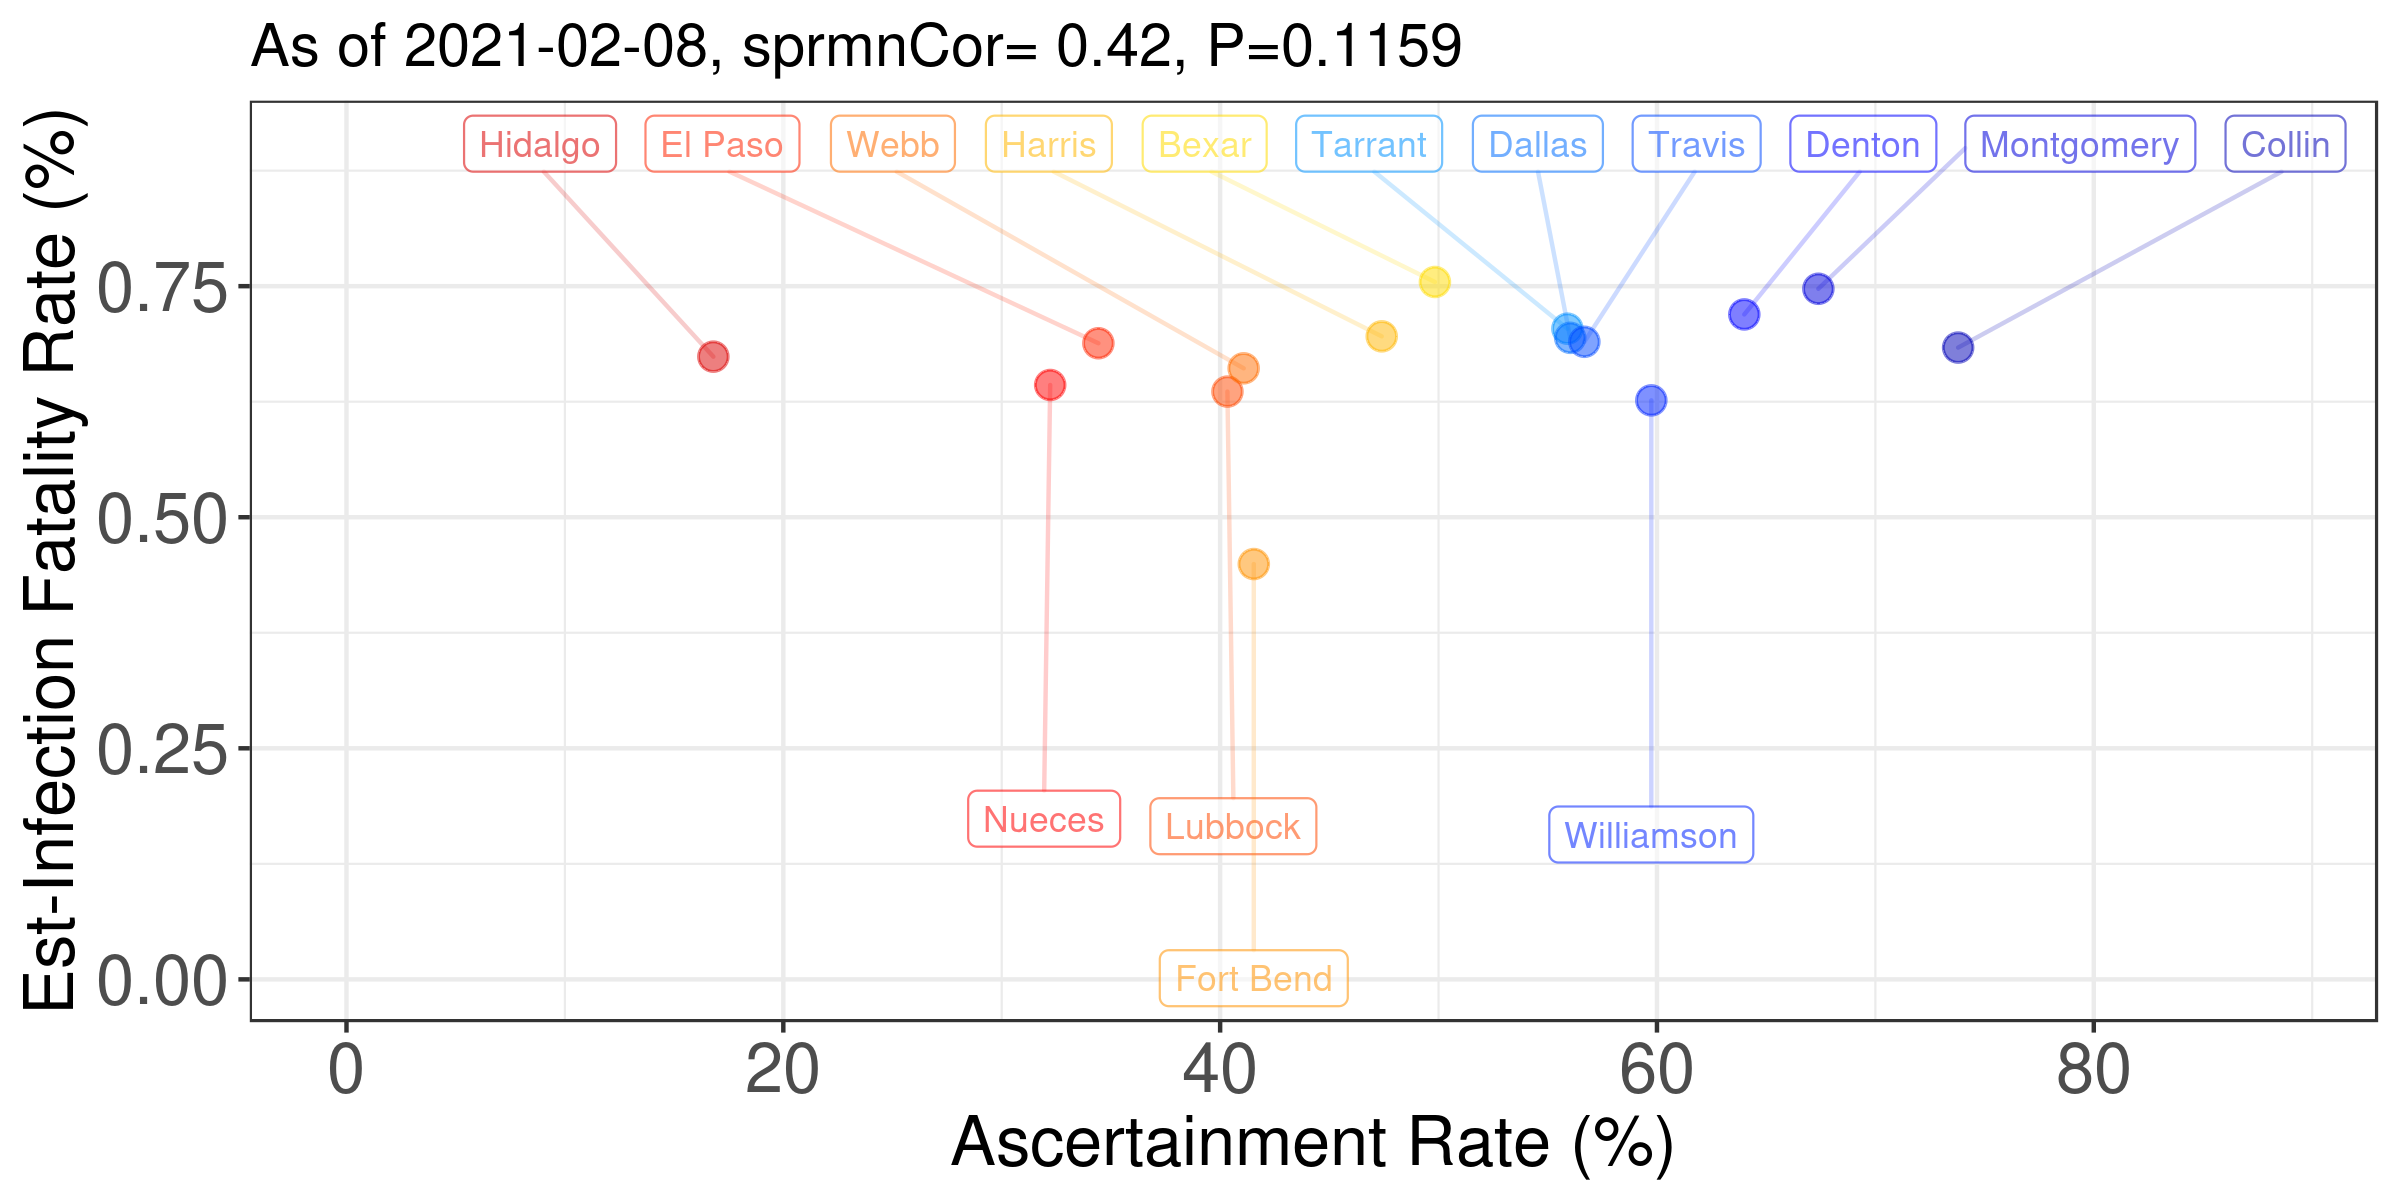 As of 2021-02-08, sprmnCor= 0.42, P=0.1159
Est-Infection Fatality Rate (%)
Hidalgo
El Paso
Webb
Harris
Bexar
Tarrant
Dallas
Travis
Denton
Montgomery
Collin
0.75
0.50
0.25
0.00
Nueces
Lubbock
Williamson
Fort Bend
0
20
40
60
80
Ascertainment Rate (%)